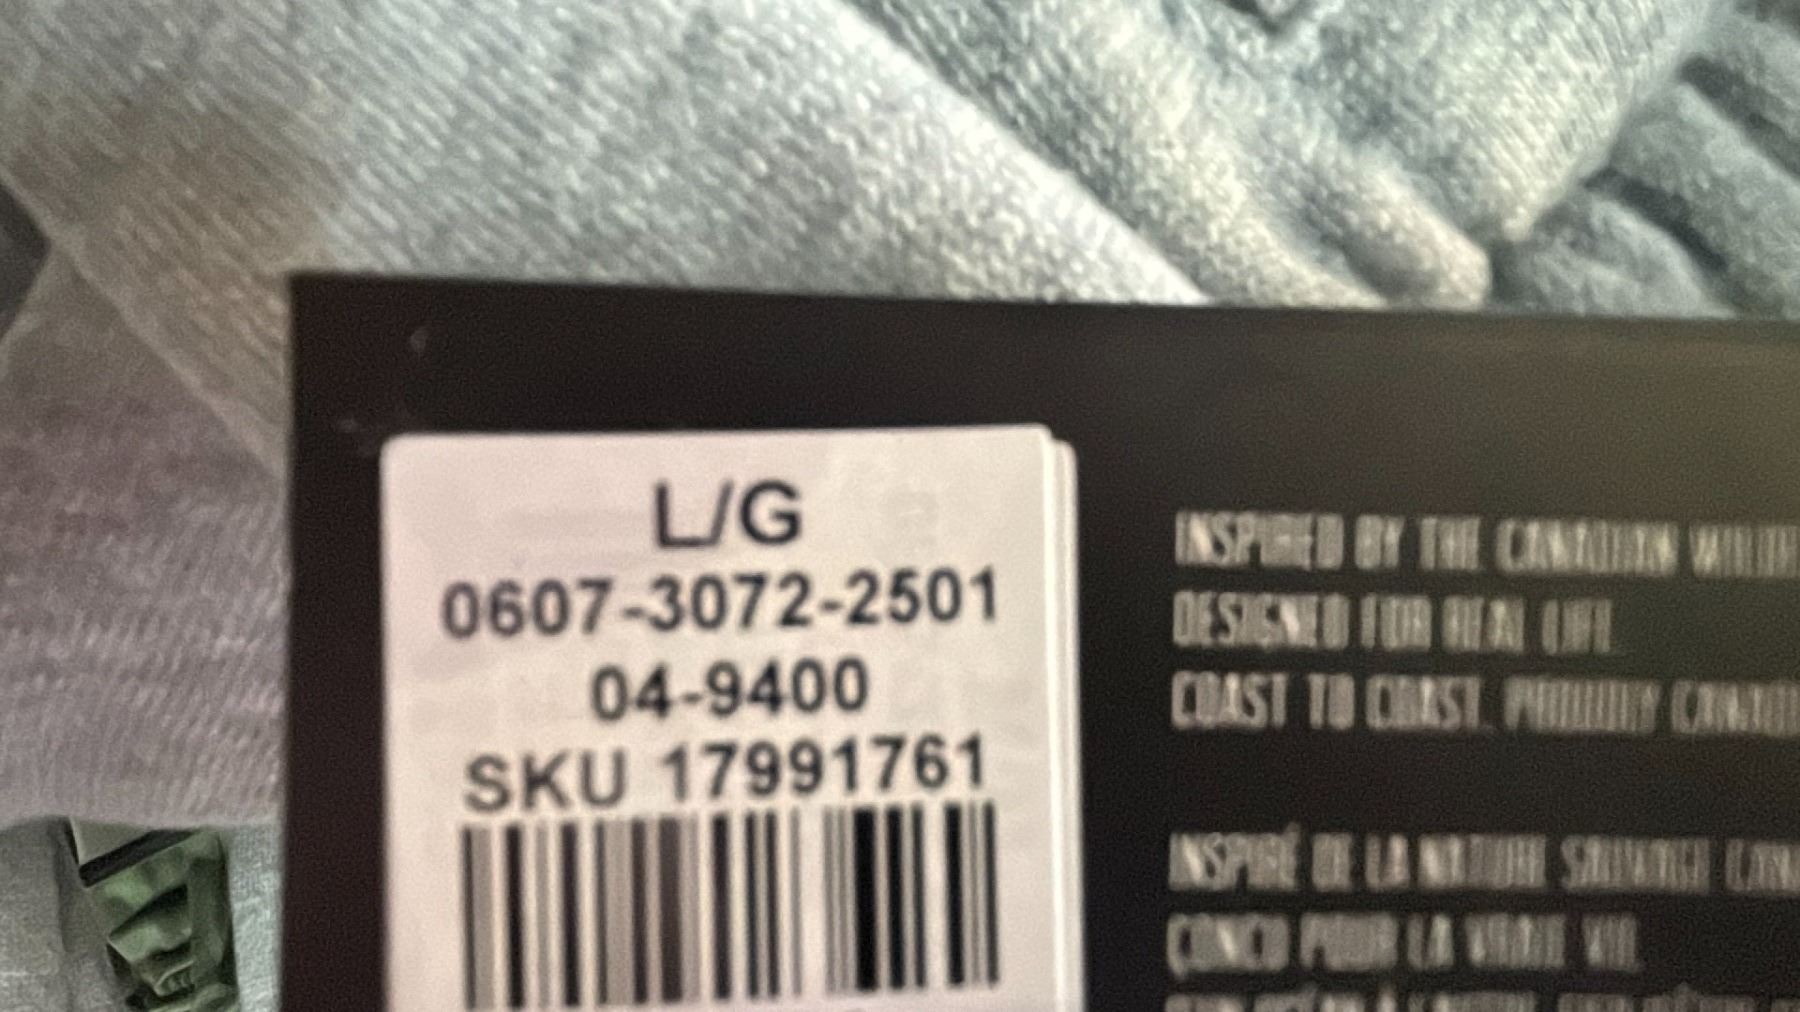 L/G
0607-3072-2501
04-9400
SKU 17991761
INSPIRED BY THE CANADIAN
DESIGNED FOR REAL LIFE.
COAST TO COAST. PROUDLY
INSPIRÉ DE LA NATURE SAUVAGE
CONÇU POUR LA VRAIE VIE.